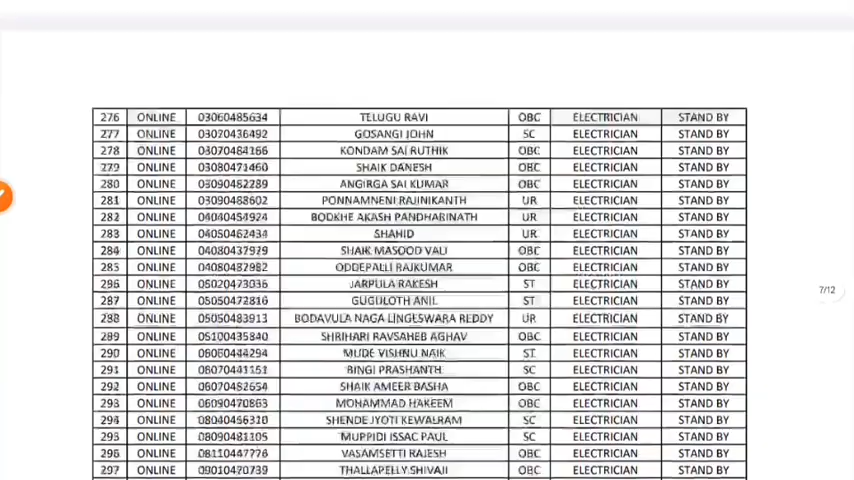 276 ONLINE 03060485634 TELUGU RAVI OBC ELECTRICIAN STAND BY
277 ONLINE 03070436492 GOSANGI JOHN SC ELECTRICIAN STAND BY
278 ONLINE 03070484166 KONDAM SAI RUTHIK OBC ELECTRICIAN STAND BY
279 ONLINE 03080471460 SHAIK DANESH OBC ELECTRICIAN STAND BY
280 ONLINE 03090482289 ANGIRGA SAI KUMAR OBC ELECTRICIAN STAND BY
281 ONLINE 03090488602 PONNAMNENI RAJINIKANTH UR ELECTRICIAN STAND BY
282 ONLINE 04040454924 BODKHE AKASH PANDHARINATH UR ELECTRICIAN STAND BY
283 ONLINE 04050462434 SHAHID UR ELECTRICIAN STAND BY
284 ONLINE 04080437979 SHAIK MASOOD VALI OBC ELECTRICIAN STAND BY
285 ONLINE 04080487982 ODDEPALLI RAJKUMAR OBC ELECTRICIAN STAND BY
286 ONLINE 05020473036 JARPULA RAKESH ST ELECTRICIAN STAND BY
7/12
287 ONLINE 05050472816 GUGULOTH ANIL ST ELECTRICIAN STAND BY
288 ONLINE 05050483913 BODAVULA NAGA LINGESWARA REDDY UR ELECTRICIAN STAND BY
289 ONLINE 05100435840 SHRIHARI RAVSAHEB AGHAV OBC ELECTRICIAN STAND BY
290 ONLINE 06060444294 MUDE VISHNU NAIK ST ELECTRICIAN STAND BY
291 ONLINE 06070441151 BINGI PRASHANTH SC ELECTRICIAN STAND BY
292 ONLINE 06070482654 SHAIK AMEER BASHA OBC ELECTRICIAN STAND BY
293 ONLINE 06090470863 MOHAMMAD HAKEEM OBC ELECTRICIAN STAND BY
294 ONLINE 08040456310 SHENDE JYOTI KEWALRAM SC ELECTRICIAN STAND BY
295 ONLINE 08090481105 MUPPIDI ISSAC PAUL SC ELECTRICIAN STAND BY
296 ONLINE 08110447776 VASAMSETTI RAJESH OBC ELECTRICIAN STAND BY
297 ONLINE 09010470739 THALLAPELLY SHIVAJI OBC ELECTRICIAN STAND BY